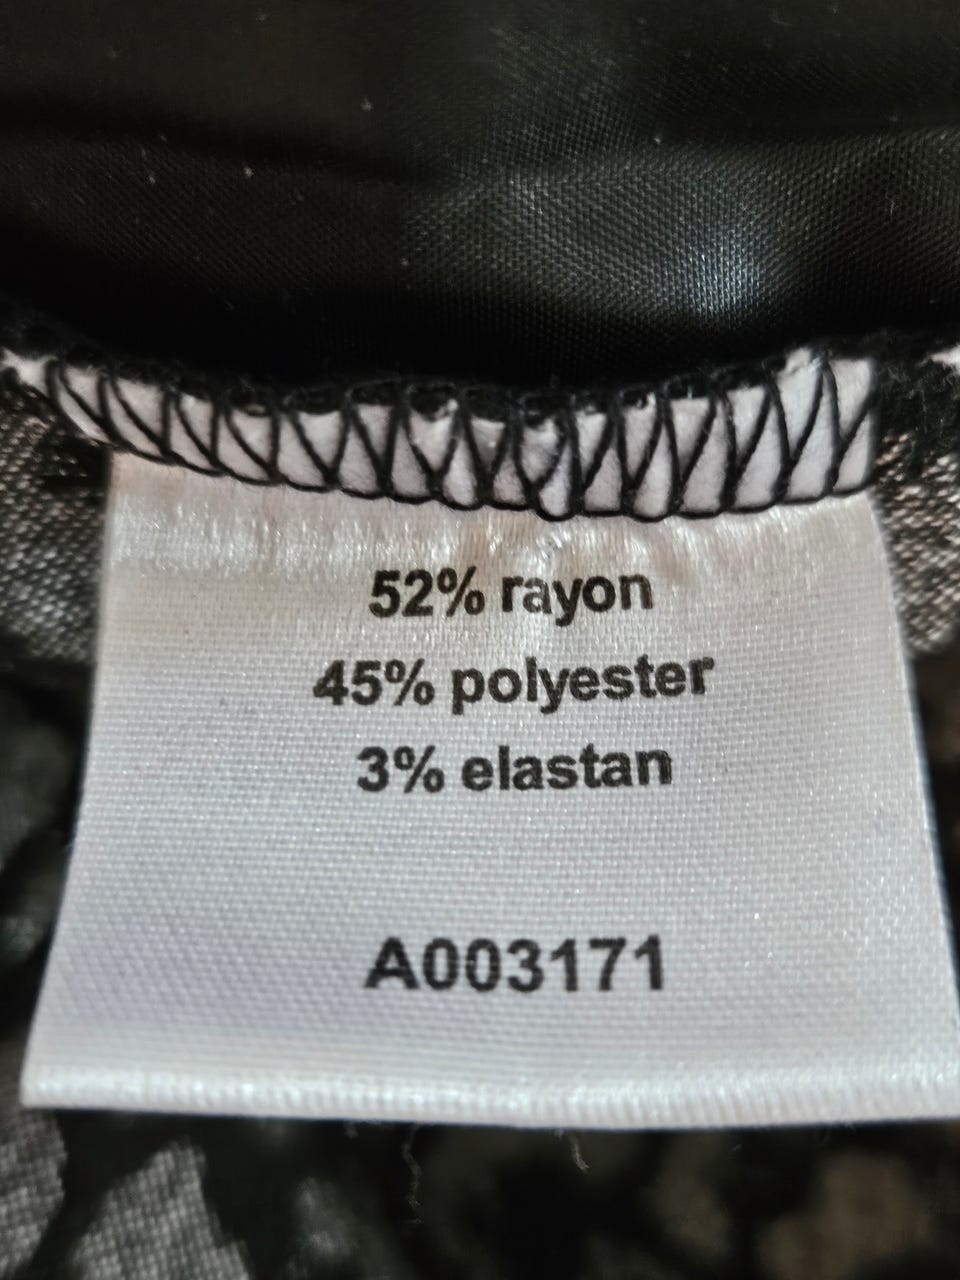 52% rayon
45% polyester
3% elastan
A003171